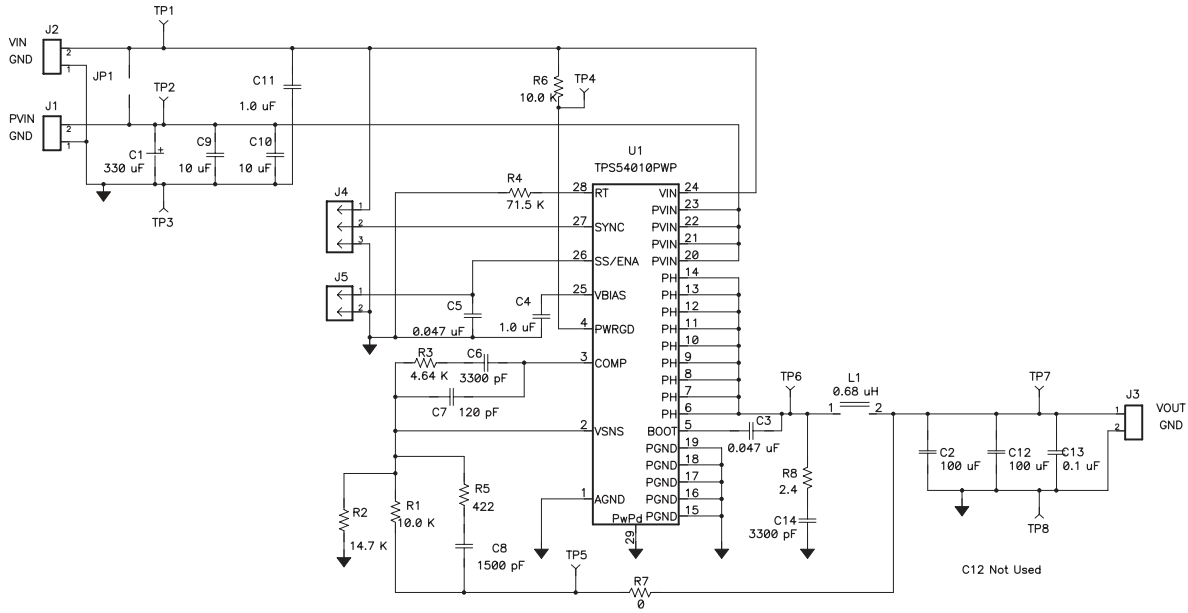 TP1
J2
VIN
GND
2
1
JP1
TP2
J1
PVIN
GND
2
1
C11
1.0 uF
R6
10.0 K
TP4
C1
+
330 uF
C9
10 uF
C10
10 uF
TP3
U1
TPS54010PWP
R4
71.5 K
28 RT
VIN 24
PVIN 23
J4
1
2
3
27 SYNC
PVIN 22
PVIN 21
26 SS/ENA
PVIN 20
PH 14
J5
1
2
C5
0.047 uF
C4
1.0 uF
25 VBIAS
PH 13
PH 12
4 PWRGD
PH 11
PH 10
R3
4.64 K
C6
3300 pF
3 COMP
PH 9
PH 8
C7 120 pF
PH 7
PH 6
TP6
L1
0.68 uH
1 2
TP7
J3
1
2
VOUT
GND
2 VSNS
BOOT 5
C3
0.047 uF
PGND 19
PGND 18
PGND 17
C2
100 uF
C12
100 uF
C13
0.1 uF
R8
2.4
R5
422
1 AGND
PGND 16
PGND 15
PwPd
29
R2
14.7 K
R1
10.0 K
C14
3300 pF
TP8
C8
1500 pF
TP5
R7
0
C12 Not Used